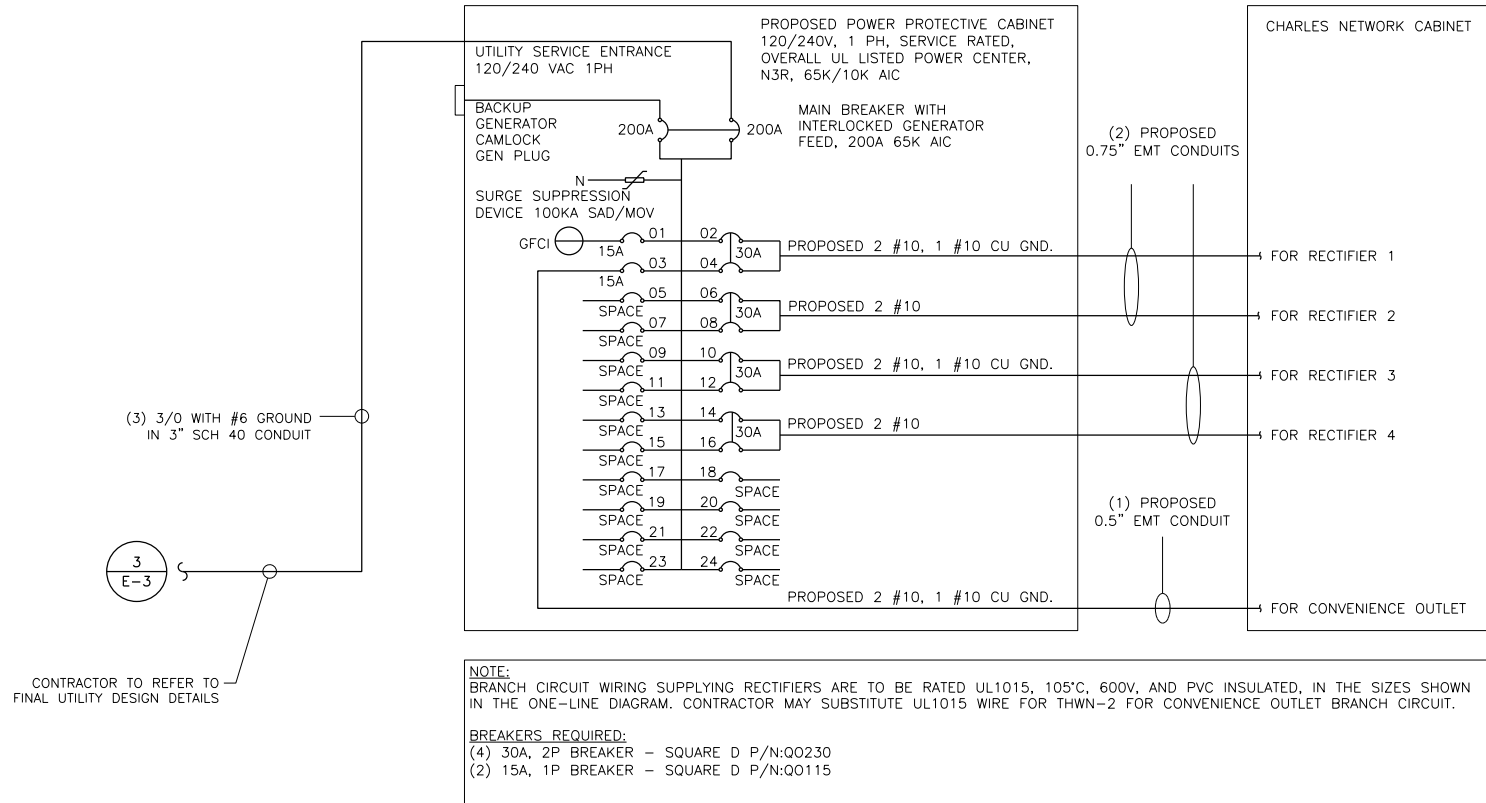 PROPOSED POWER PROTECTIVE CABINET
120/240V, 1 PH, SERVICE RATED,
OVERALL UL LISTED POWER CENTER,
N3R, 65K/10K AIC
CHARLES NETWORK CABINET
UTILITY SERVICE ENTRANCE
120/240 VAC 1PH
BACKUP
GENERATOR
CAMLOCK
GEN PLUG
200A
200A
MAIN BREAKER WITH
INTERLOCKED GENERATOR
FEED, 200A 65K AIC
(2) PROPOSED
0.75" EMT CONDUITS
N
SURGE SUPPRESSION
DEVICE 100KA SAD/MOV
GFCI
15A
01
02
30A
PROPOSED 2 #10, 1 #10 CU GND.
FOR RECTIFIER 1
15A
03
04
SPACE
05
06
30A
PROPOSED 2 #10
FOR RECTIFIER 2
SPACE
07
08
SPACE
09
10
30A
PROPOSED 2 #10, 1 #10 CU GND.
FOR RECTIFIER 3
SPACE
11
12
SPACE
13
14
30A
PROPOSED 2 #10
FOR RECTIFIER 4
SPACE
15
16
SPACE
17
18
SPACE
SPACE
19
20
SPACE
SPACE
21
22
SPACE
SPACE
23
24
SPACE
(3) 3/0 WITH #6 GROUND
IN 3" SCH 40 CONDUIT
(1) PROPOSED
0.5" EMT CONDUIT
3
E-3
PROPOSED 2 #10, 1 #10 CU GND.
FOR CONVENIENCE OUTLET
CONTRACTOR TO REFER TO
FINAL UTILITY DESIGN DETAILS
NOTE:
BRANCH CIRCUIT WIRING SUPPLYING RECTIFIERS ARE TO BE RATED UL1015, 105°C, 600V, AND PVC INSULATED, IN THE SIZES SHOWN
IN THE ONE-LINE DIAGRAM. CONTRACTOR MAY SUBSTITUTE UL1015 WIRE FOR THWN-2 FOR CONVENIENCE OUTLET BRANCH CIRCUIT.
BREAKERS REQUIRED:
(4) 30A, 2P BREAKER - SQUARE D P/N:QO230
(2) 15A, 1P BREAKER - SQUARE D P/N:QO115